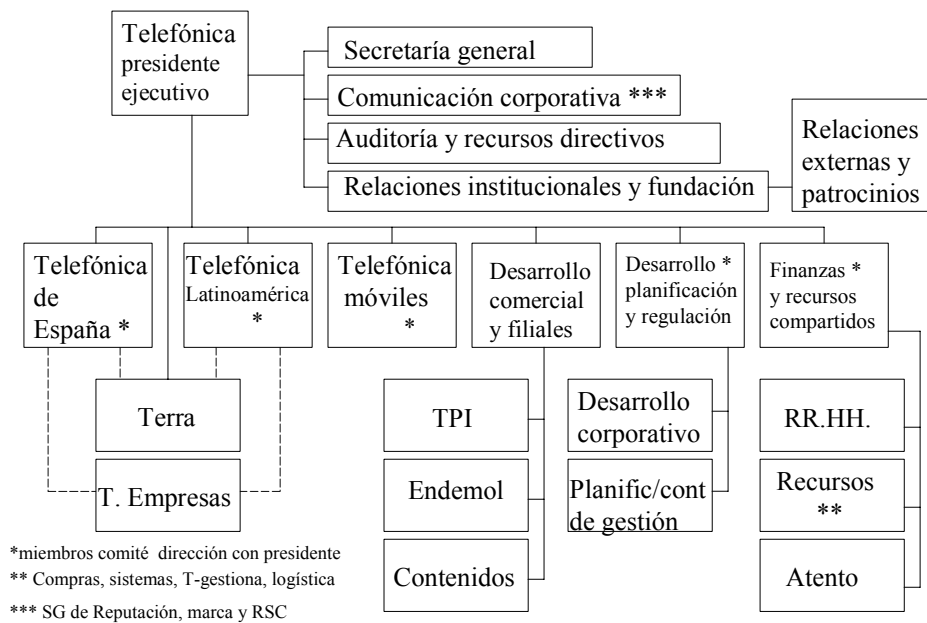 Telefónica
presidente
ejecutivo
Secretaría general
Comunicación corporativa ***
Auditoría y recursos directivos
Relaciones institucionales y fundación
Relaciones
externas y
patrocinios
Telefónica
de
España *
Telefónica
Latinoamérica
*
Telefónica
móviles
*
Desarrollo
comercial
y filiales
Desarrollo *
planificación
y regulación
Finanzas *
y recursos
compartidos
Terra
T. Empresas
TPI
Endemol
Contenidos
Desarrollo
corporativo
Planific/cont
de gestión
RR.HH.
Recursos
**
Atento
*miembros comité dirección con presidente
** Compras, sistemas, T-gestiona, logística
*** SG de Reputación, marca y RSC